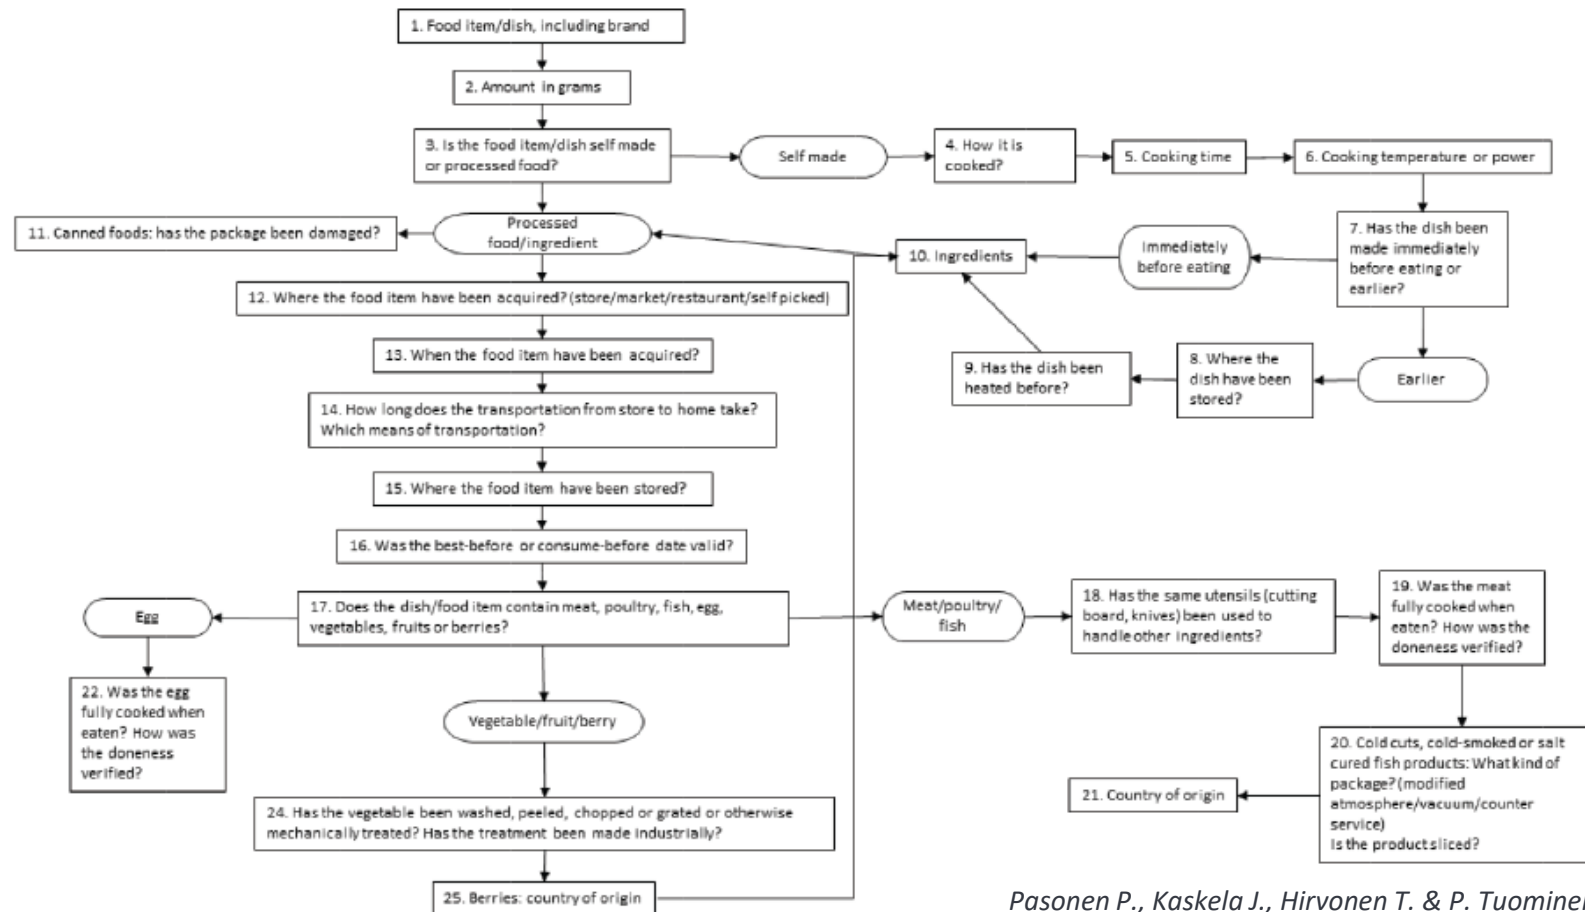 1. Food item/dish, including brand
2. Amount in grams
3. Is the food item/dish self made
or processed food?
Self made
4. How it is
cooked?
5. Cooking time
6. Cooking temperature or power
7. Has the dish been
made immediately
before eating or
earlier?
Immediately
before eating
Earlier
8. Where the
dish have been
stored?
9. Has the dish been
heated before?
10. Ingredients
Processed
food/ingredient
11. Canned foods: has the package been damaged?
12. Where the food item have been acquired? (store/market/restaurant/self picked)
13. When the food item have been acquired?
14. How long does the transportation from store to home take?
Which means of transportation?
15. Where the food item have been stored?
16. Was the best-before or consume-before date valid?
17. Does the dish/food item contain meat, poultry, fish, egg,
vegetables, fruits or berries?
Meat/poultry/
fish
18. Has the same utensils (cutting
board, knives) been used to
handle other ingredients?
19. Was the meat
fully cooked when
eaten? How was the
doneness verified?
20. Cold cuts, cold-smoked or salt
cured fish products: What kind of
package? (modified
atmosphere/vacuum/counter
service)
Is the product sliced?
21. Country of origin
Egg
22. Was the egg
fully cooked when
eaten? How was
the doneness
verified?
Vegetable/fruit/berry
24. Has the vegetable been washed, peeled, chopped or grated or otherwise
mechanically treated? Has the treatment been made industrially?
25. Berries: country of origin
Pasonen P., Kaskela J., Hirvonen T. & P. Tuominen